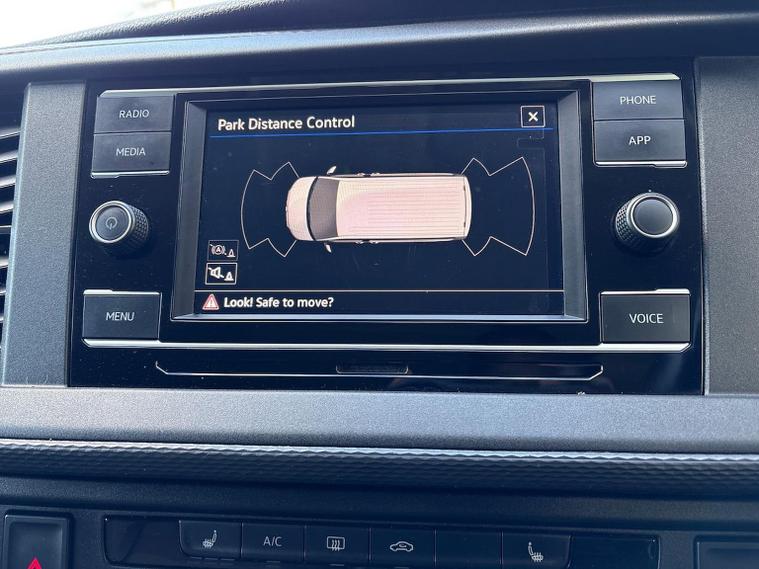 RADIO
MEDIA
MENU
Park Distance Control
Look! Safe to move?
PHONE
APP
VOICE
A/C